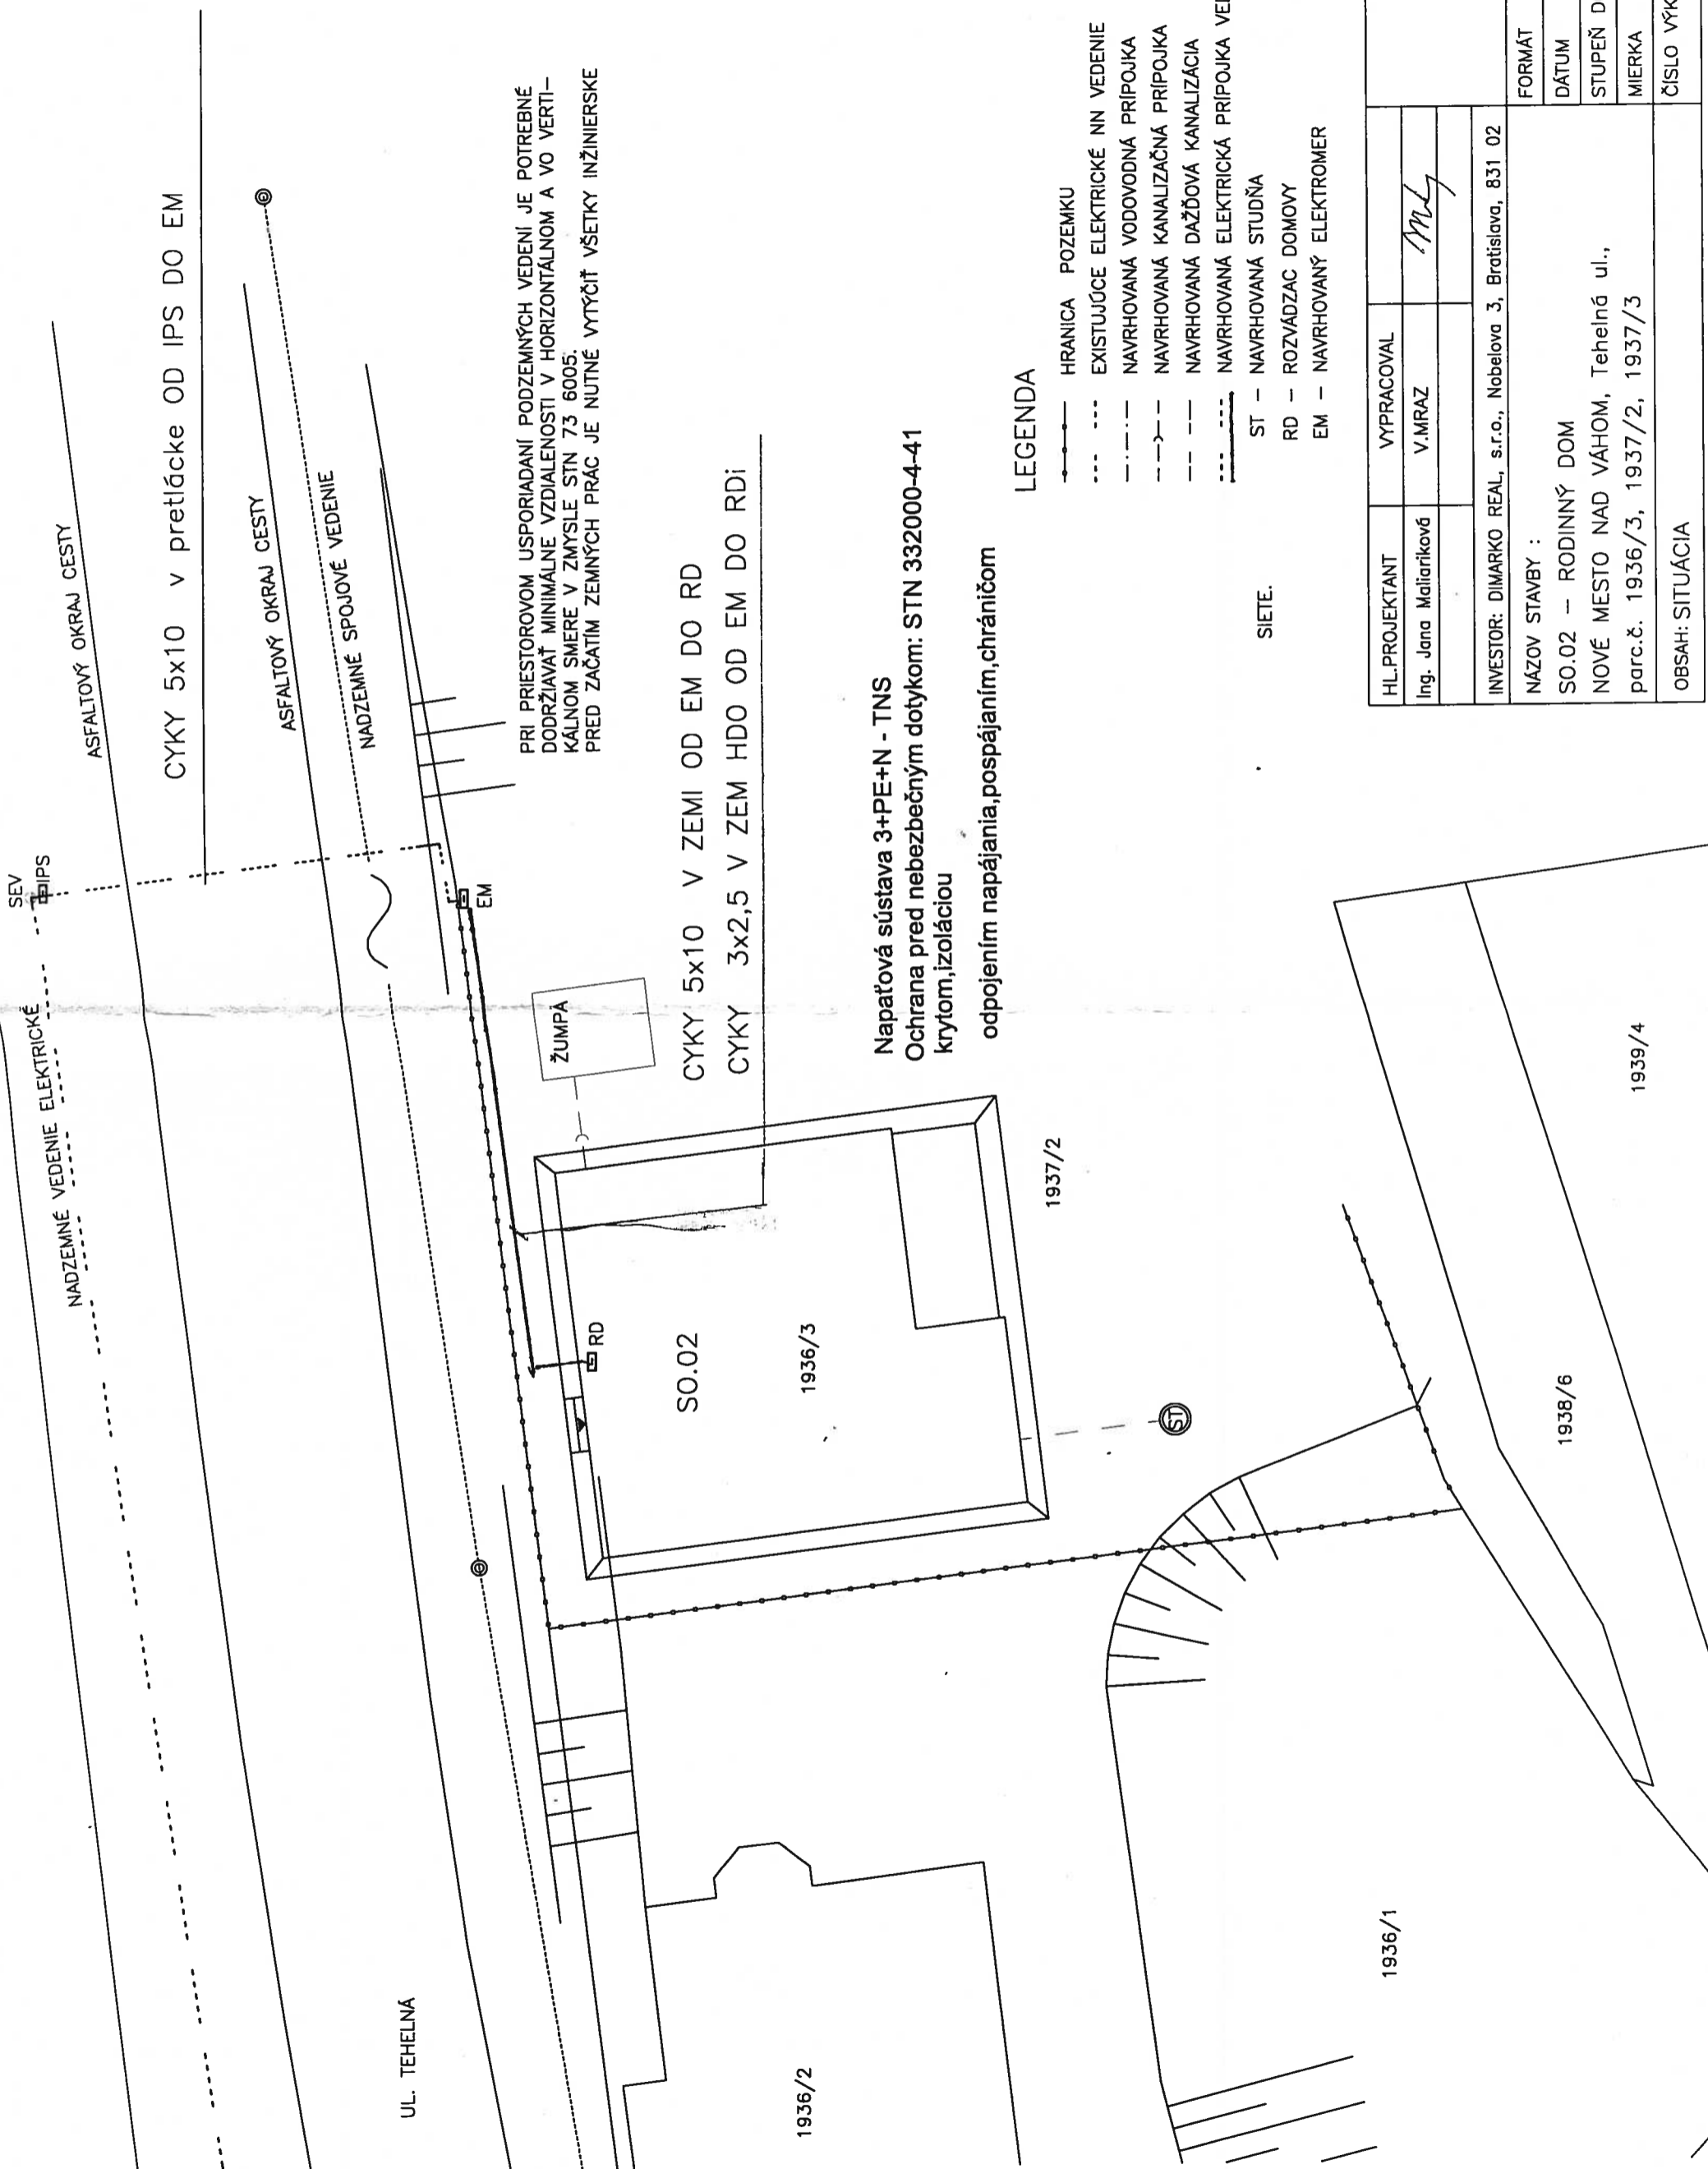 SEV
IPS
NADZEMNÉ VEDENIE ELEKTRICKÉ
ASFALTOVÝ OKRAJ CESTY
CYKY 5x10 v pretlácke OD IPS DO EM
ASFALTOVÝ OKRAJ CESTY
NADZEMNÉ SPOJOVÉ VEDENIE
UL. TEHELNÁ
EM
PRI PRIESTOROVOM USPORIADANÍ PODZEMNÝCH VEDENÍ JE POTREBNÉ
DODRŽIAVAŤ MINIMÁLNE VZDIALENOSTI V HORIZONTÁLNOM A VO VERTI–
KÁLNOM SMERE V ZMYSLE STN 73 6005.
PRED ZAČATÍM ZEMNÝCH PRÁC JE NUTNÉ VYTÝČIŤ VŠETKY INŽINIERSKE
SIETE.
ŽUMPA
CYKY 5x10 V ZEMI OD EM DO RD
CYKY 3x2,5 V ZEM HDO OD EM DO RDi
RD
SO.02
1936/3
1936/2
Napaťová sústava 3+PE+N - TNS
Ochrana pred nebezbečným dotykom: STN 332000-4-41
krytom,izoláciou
odpojením napájania,pospájaním,chráničom
1937/2
ST
1936/1
1938/6
1939/4
LEGENDA
HRANICA POZEMKU
EXISTUJÚCE ELEKTRICKÉ NN VEDENIE
NAVRHOVANÁ VODOVODNÁ PRÍPOJKA
NAVRHOVANÁ KANALIZAČNÁ PRÍPOJKA
NAVRHOVANÁ DAŽĎOVÁ KANALIZÁCIA
NAVRHOVANÁ ELEKTRICKÁ PRÍPOJKA
ST – NAVRHOVANÁ STUDŇA
RD – ROZVÁDZAC DOMOVY
EM – NAVRHOVANÝ ELEKTROMER
HL.PROJEKTANT VYPRACOVAL
Ing. Jana Maliariková V.MRAZ
INVESTOR: DIMARKO REAL, s.r.o., Nobelova 3, Bratislava, 831 02
NÁZOV STAVBY :
SO.02 – RODINNÝ DOM
NOVÉ MESTO NAD VÁHOM, Tehelná ul.,
parc.č. 1936/3, 1937/2, 1937/3
OBSAH: SITUÁCIA
FORMÁT
DÁTUM
STUPEŇ
MIERKA
ČÍSLO